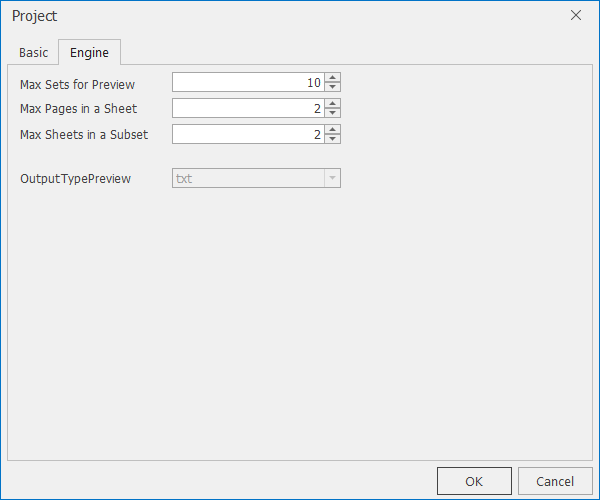 Project
Basic Engine
Max Sets for Preview 10
Max Pages in a Sheet 2
Max Sheets in a Subset 2
OutputTypePreview txt
OK Cancel